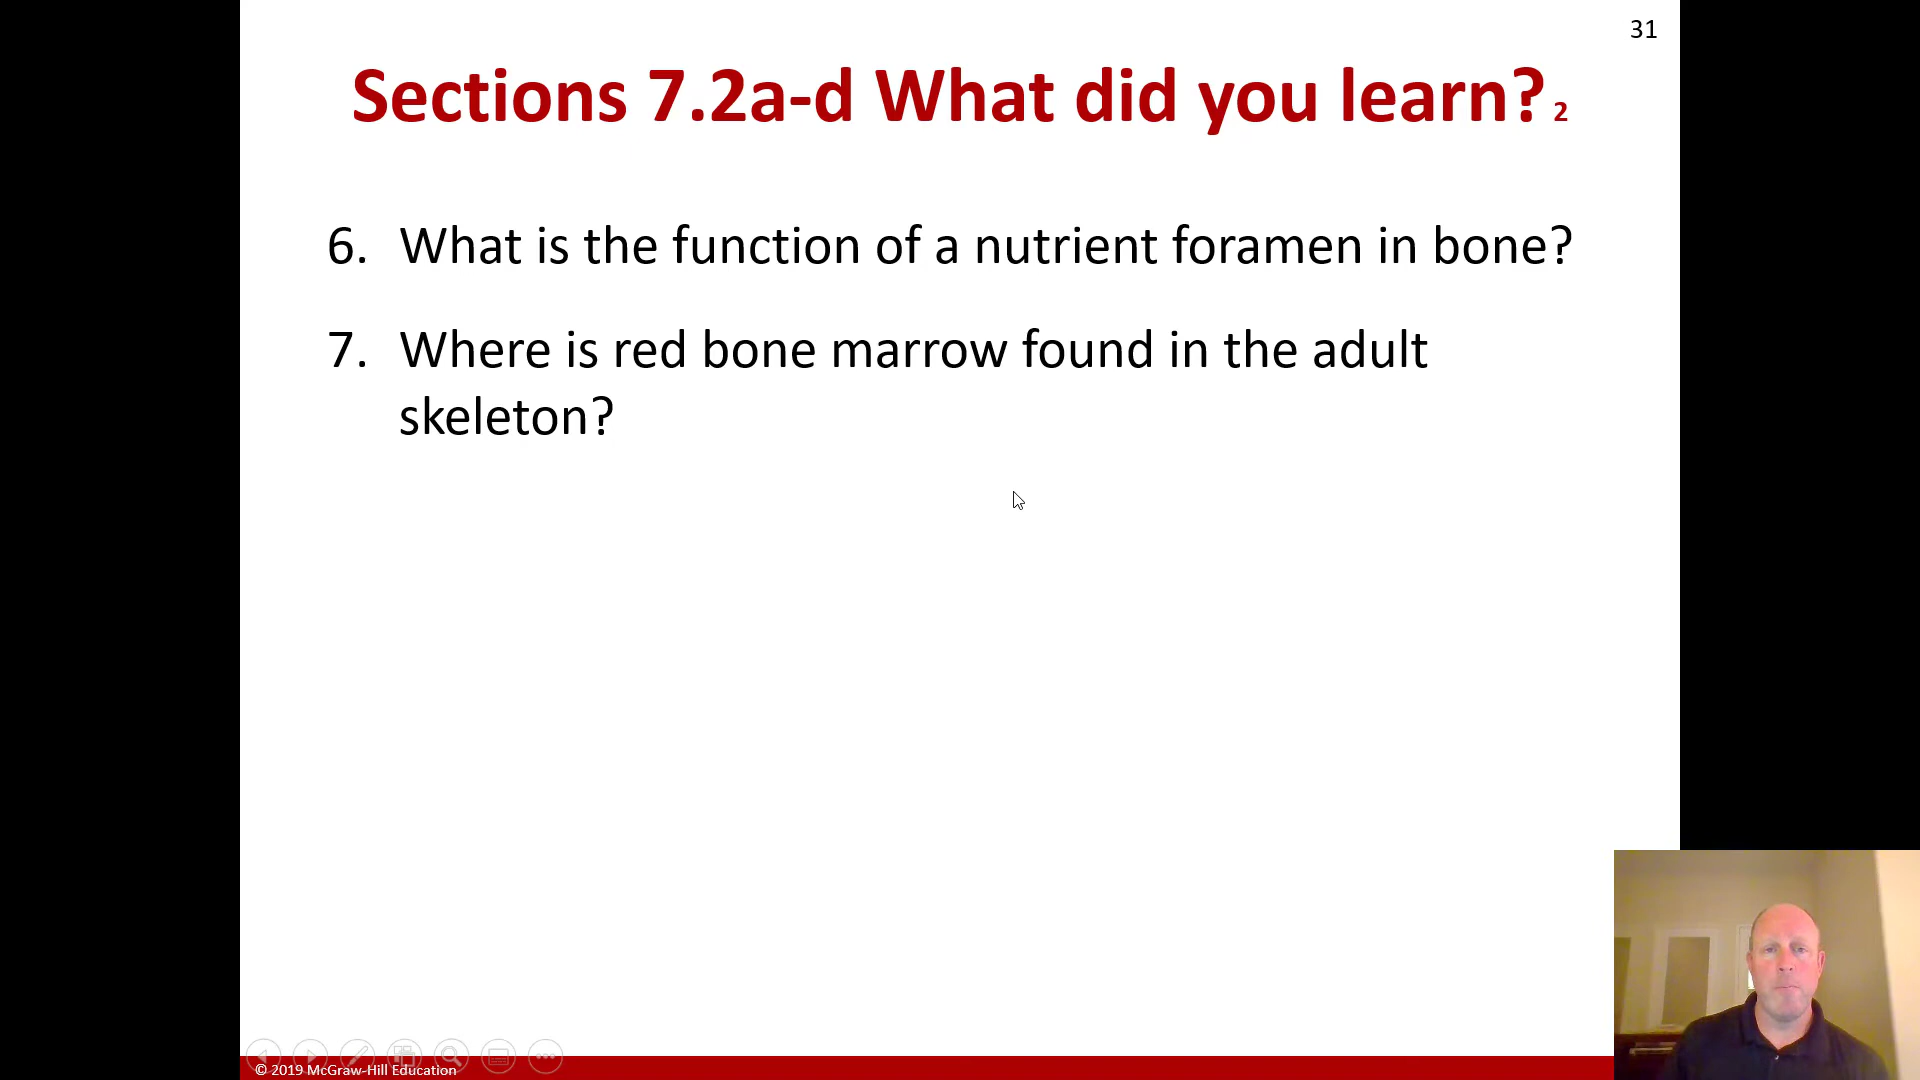 31
Sections 7.2a-d What did you learn? 2
6. What is the function of a nutrient foramen in bone?
7. Where is red bone marrow found in the adult
skeleton?
© 2019 McGraw-Hill Education